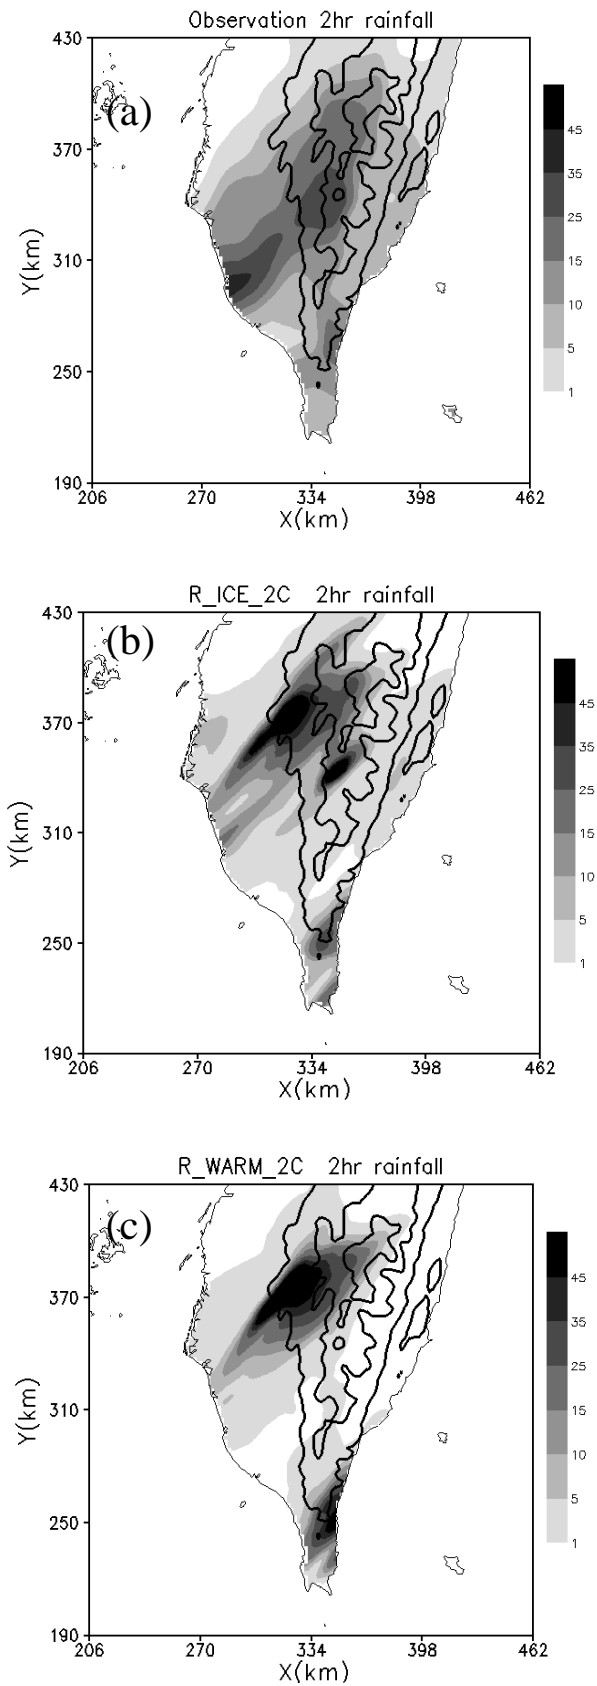 Observation 2hr rainfall
430
370
310
250
190
206 270 334 398 462
X(km)
Y(km)
(a)
45
35
25
15
10
5
1
R_ICE_2C 2hr rainfall
430
370
310
250
190
206 270 334 398 462
X(km)
Y(km)
(b)
45
35
25
15
10
5
1
R_WARM_2C 2hr rainfall
430
370
310
250
190
206 270 334 398 462
X(km)
Y(km)
(c)
45
35
25
15
10
5
1